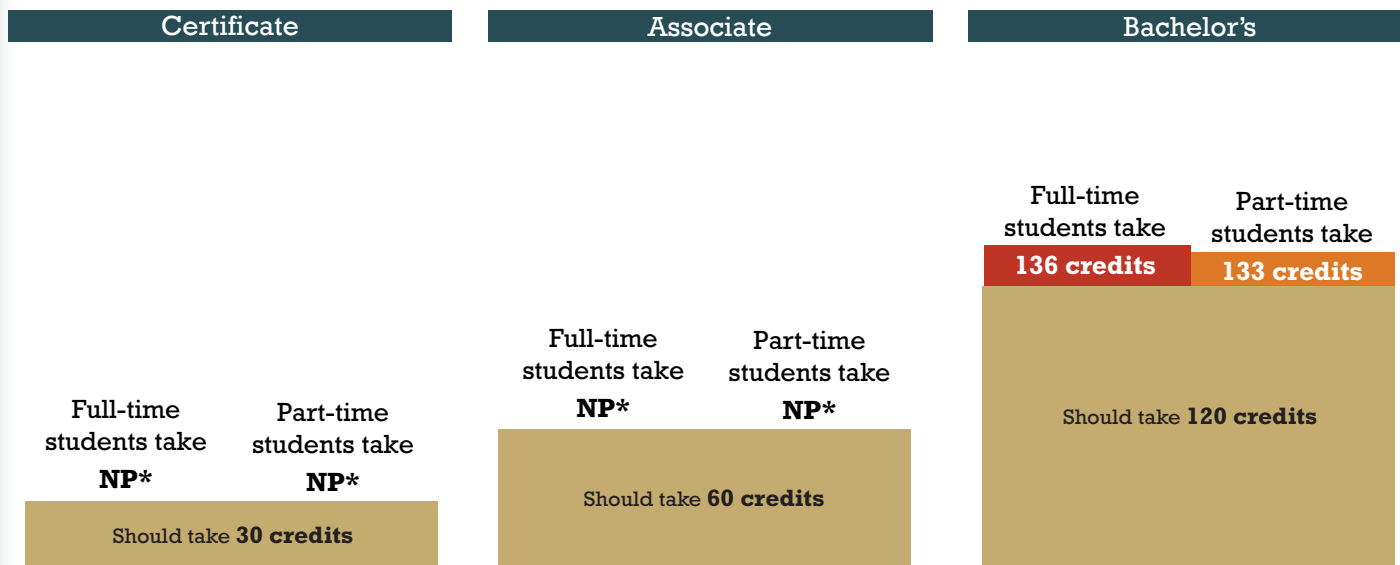 Certificate
Full-time
students take
NP*
Part-time
students take
NP*
Should take 30 credits
Associate
Full-time
students take
NP*
Part-time
students take
NP*
Should take 60 credits
Bachelor's
Full-time
students take
136 credits
Part-time
students take
133 credits
Should take 120 credits